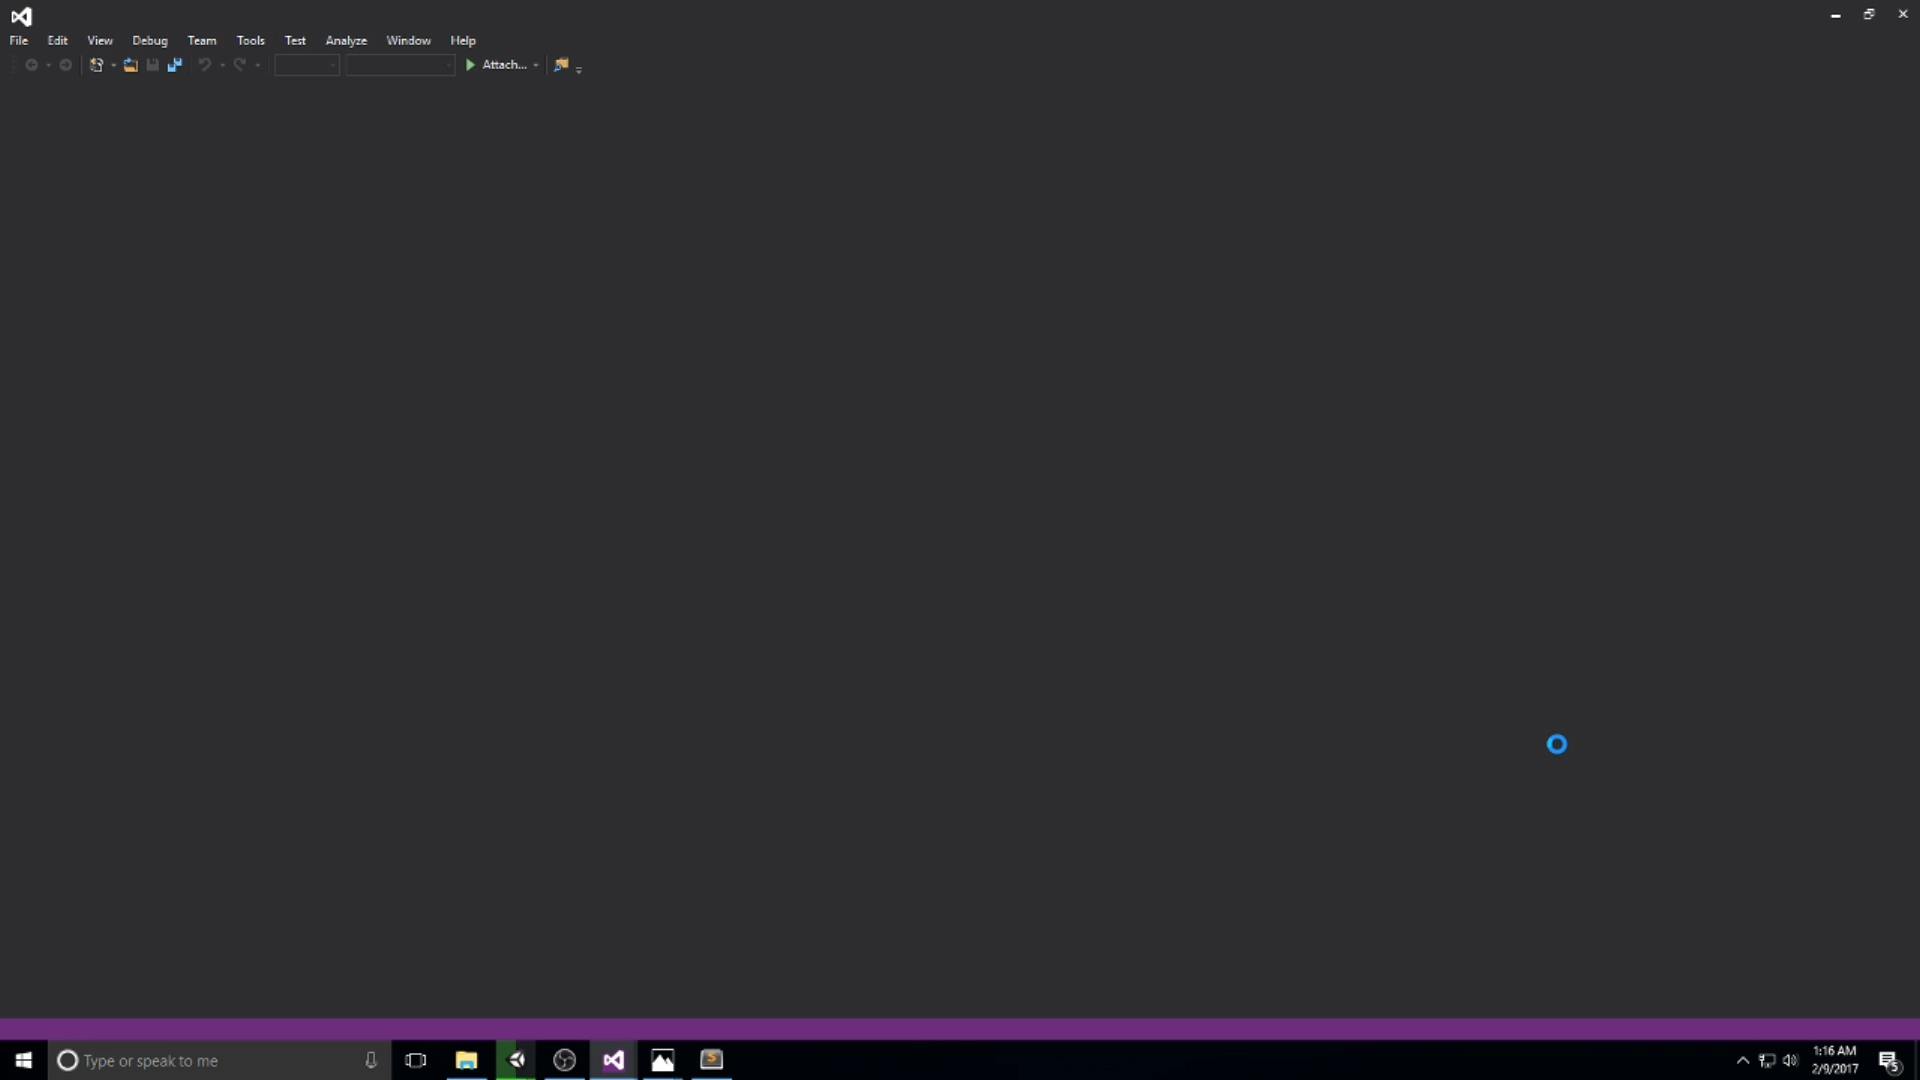 File Edit View Debug Team Tools Test Analyze Window Help
Attach...
Type or speak to me
1:16 AM
2/9/2017
5